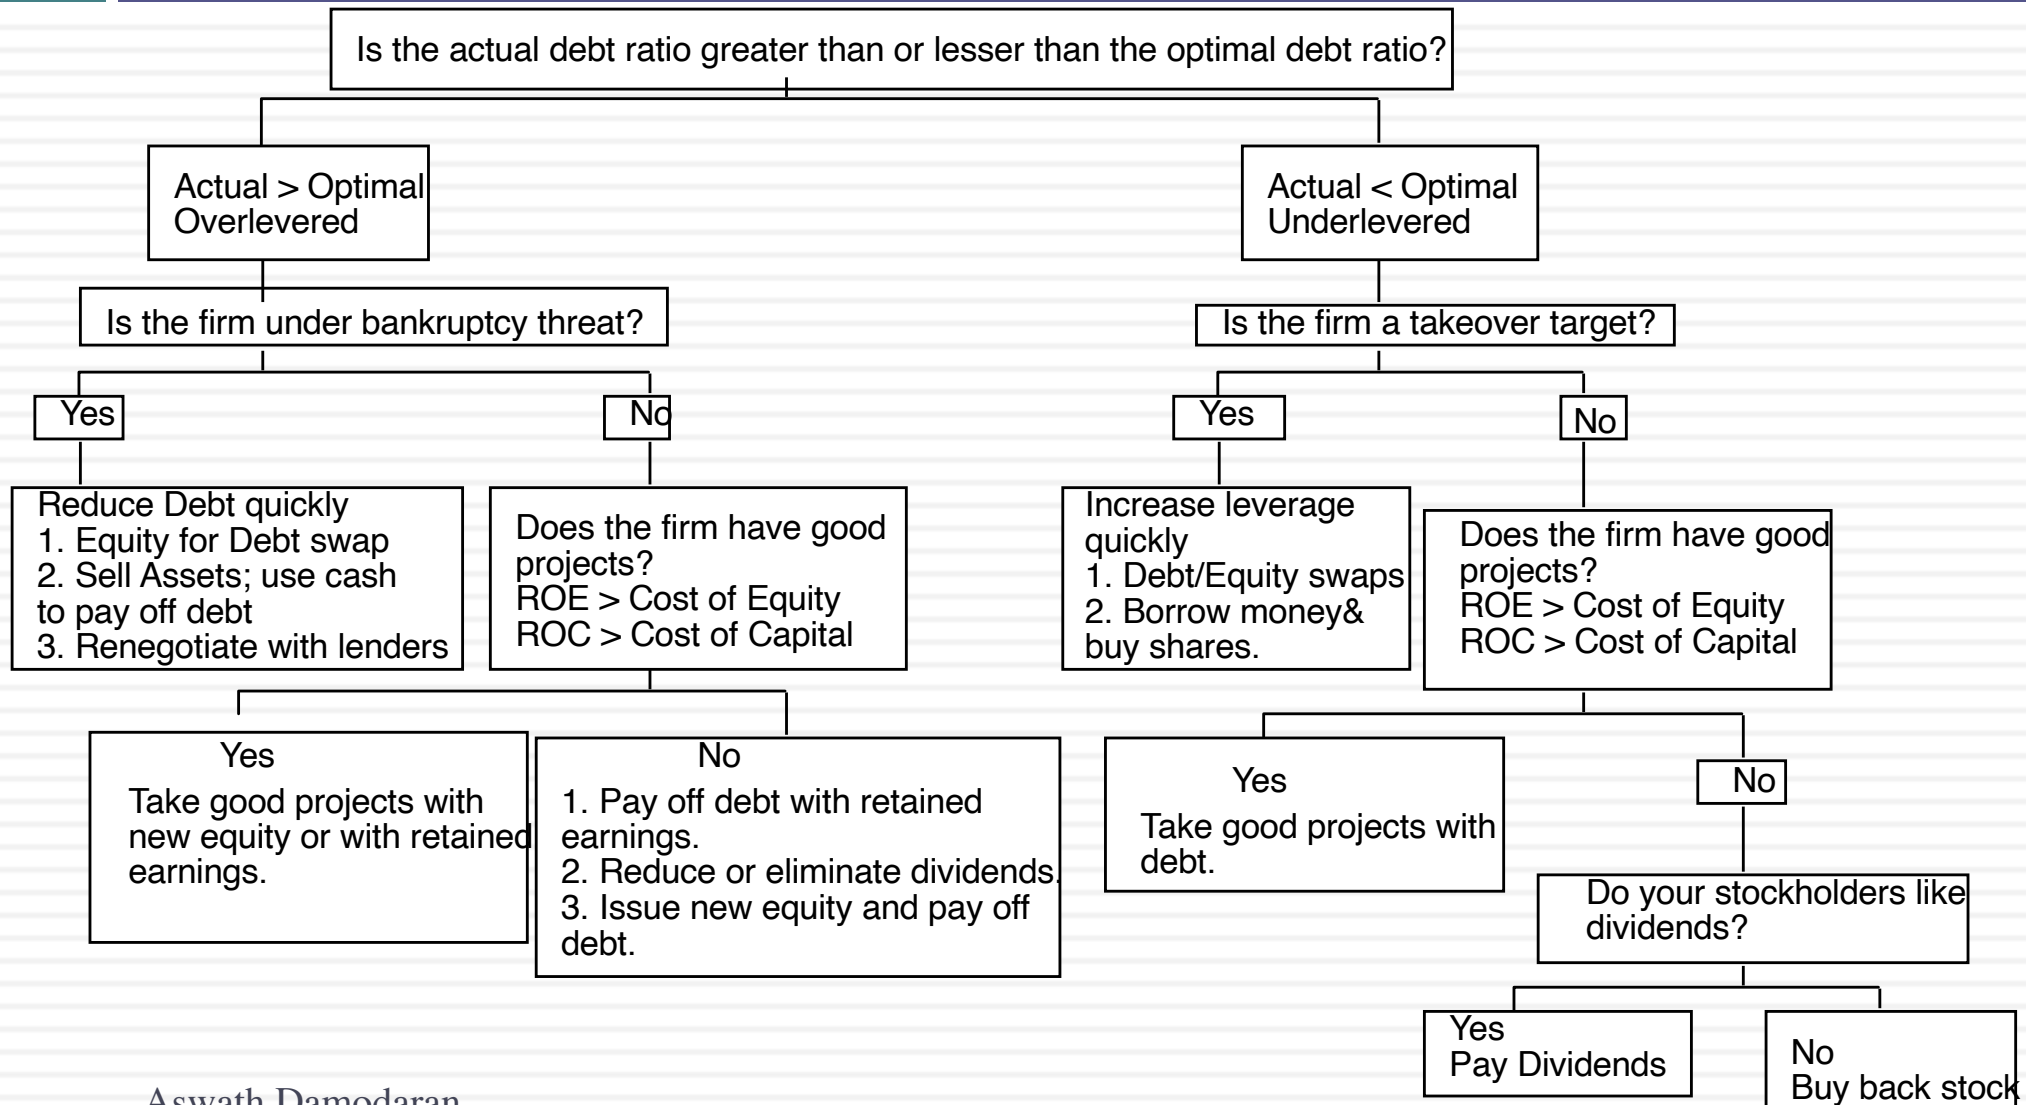 Is the actual debt ratio greater than or lesser than the optimal debt ratio?
Actual > Optimal
Overlevered
Actual < Optimal
Underlevered
Is the firm under bankruptcy threat?
Is the firm a takeover target?
Yes
No
Yes
No
Reduce Debt quickly
1. Equity for Debt swap
2. Sell Assets; use cash
to pay off debt
3. Renegotiate with lenders
Does the firm have good
projects?
ROE > Cost of Equity
ROC > Cost of Capital
Increase leverage
quickly
1. Debt/Equity swaps
2. Borrow money&
buy shares.
Does the firm have good
projects?
ROE > Cost of Equity
ROC > Cost of Capital
Yes
Take good projects with
new equity or with retained
earnings.
No
1. Pay off debt with retained
earnings.
2. Reduce or eliminate dividends.
3. Issue new equity and pay off
debt.
Yes
Take good projects with
debt.
No
Do your stockholders like
dividends?
Yes
Pay Dividends
No
Buy back stock
Aswath Damodaran